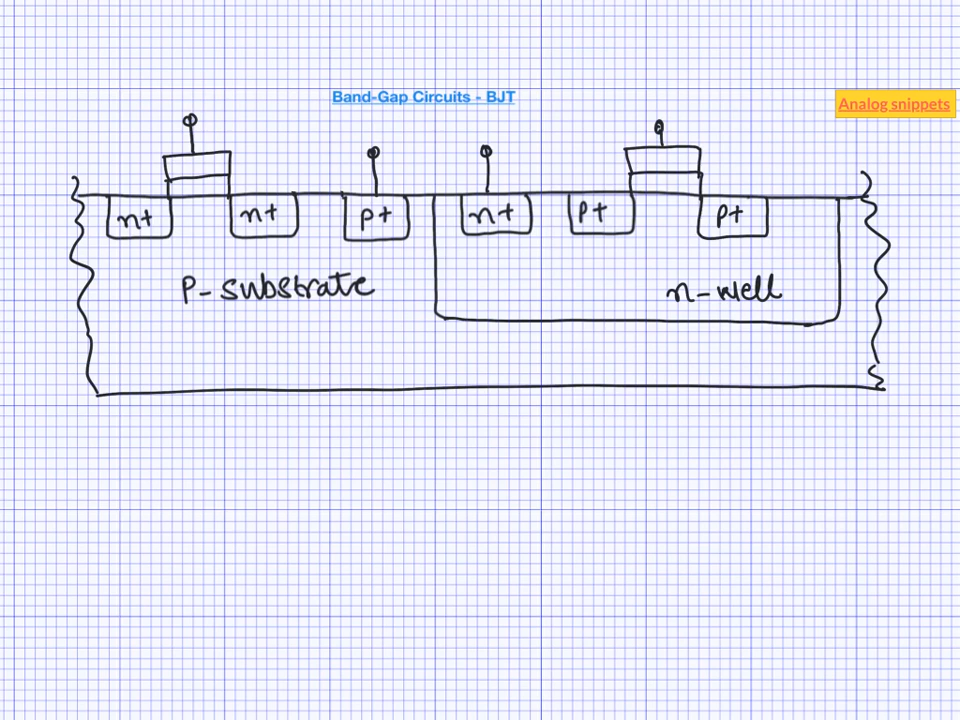 Band-Gap Circuits - BJT
Analog snippets
n+
n+
p+
n+
p+
p+
P-substrate
n-well